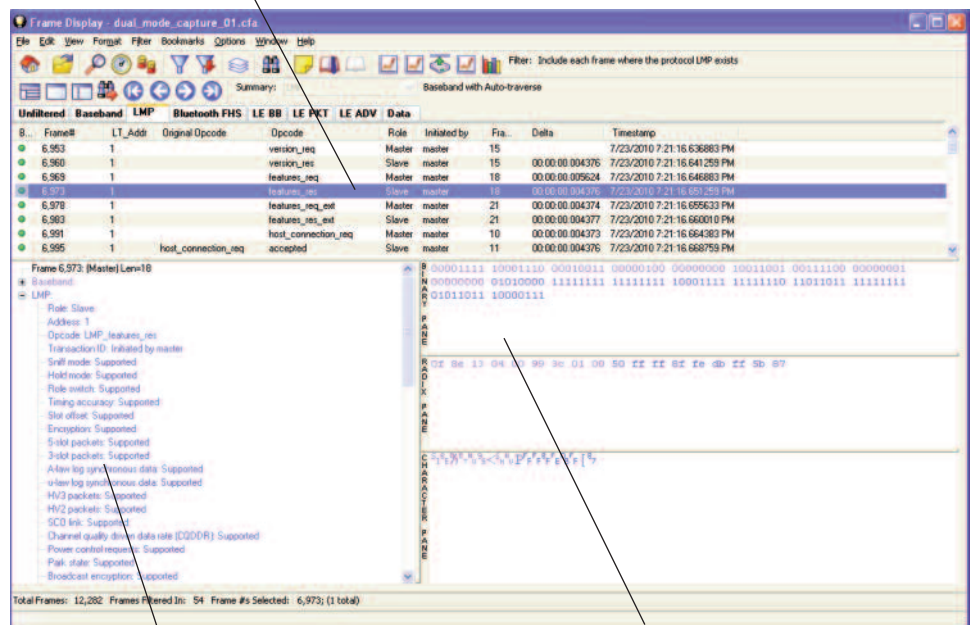 Frame Display - dual_mode_capture_01.cfa
File Edit View Format Filter Bookmarks Options Window Help
Filter: Include each frame where the protocol LMP exists
Summary: Baseband with Auto-traverse
Unfiltered Baseband LMP Bluetooth FHS LE BB LE PKT LE ADV Data
B... Frame# LT_Addr Original Opcode Opcode Role Initiated by Fra... Delta Timestamp
6,953 1 version_req Master master 15 7/23/2010 7:21:16.636883 PM
6,960 1 version_res Slave master 15 00:00:00.004376 7/23/2010 7:21:16.641259 PM
6,969 1 features_req Master master 18 00:00:00.005624 7/23/2010 7:21:16.646883 PM
6,973 1 features_res Slave master 18 00:00:00.004376 7/23/2010 7:21:16.651259 PM
6,978 1 features_req_ext Master master 21 00:00:00.004374 7/23/2010 7:21:16.655633 PM
6,983 1 features_res_ext Slave master 21 00:00:00.004377 7/23/2010 7:21:16.660010 PM
6,991 1 host_connection_req Master master 10 00:00:00.004373 7/23/2010 7:21:16.664383 PM
6,995 1 host_connection_req accepted Slave master 11 00:00:00.004376 7/23/2010 7:21:16.668759 PM
Frame 6,973: (Master) Len=18
Baseband:
LMP:
Role: Slave
Address: 1
Opcode: LMP_features_res
Transaction ID: Initiated by master
Sniff mode: Supported
Hold mode: Supported
Role switch: Supported
Timing accuracy: Supported
Slot offset: Supported
Encryption: Supported
5-slot packets: Supported
3-slot packets: Supported
A-law log synchronous data: Supported
u-law log synchronous data: Supported
HV3 packets: Supported
HV2 packets: Supported
SCO link: Supported
Channel quality driven data rate (CQDDR): Supported
Power control requests: Supported
Park state: Supported
Broadcast encryption: Supported
BINARY PANE
00001111 10001110 00010011 00000100 00000000 10011001 00111100 00000001
00000000 01010000 11111111 11111111 10001111 11111110 11011011 11111111
01011011 10000111
RADIX PANE
0f 8e 13 04 00 99 3c 01 00 50 ff ff 8f fe db ff 5b 87
CHARACTER PANE
Total Frames: 12,282 Frames Filtered In: 54 Frame #s Selected: 6,973; (1 total)